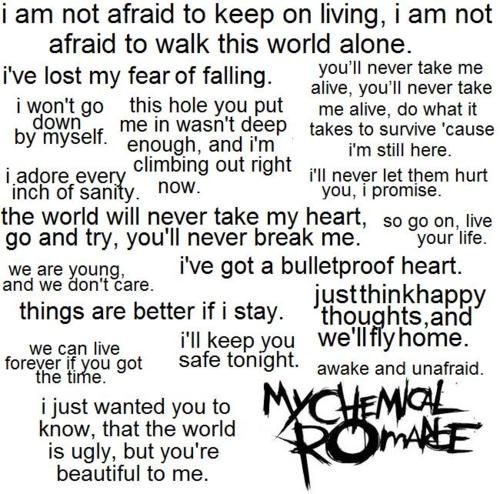 i am not afraid to keep on living, i am not
afraid to walk this world alone.
i've lost my fear of falling.
you'll never take me
alive, you'll never take
me alive, do what it
takes to survive 'cause
i'm still here.
i won't go
down
by myself.
this hole you put
me in wasn't deep
enough, and i'm
climbing out right
now.
i adore every
inch of sanity.
i'll never let them hurt
you, i promise.
the world will never take my heart,
go and try, you'll never break me.
so go on, live
your life.
we are young,
and we don't care.
i've got a bulletproof heart.
things are better if i stay.
justthinkhappy
thoughts,and
we'llflyhome.
we can live
forever if you got
the time.
i'll keep you
safe tonight.
awake and unafraid.
i just wanted you to
know, that the world
is ugly, but you're
beautiful to me.
MY CHEMICAL
ROMANCE